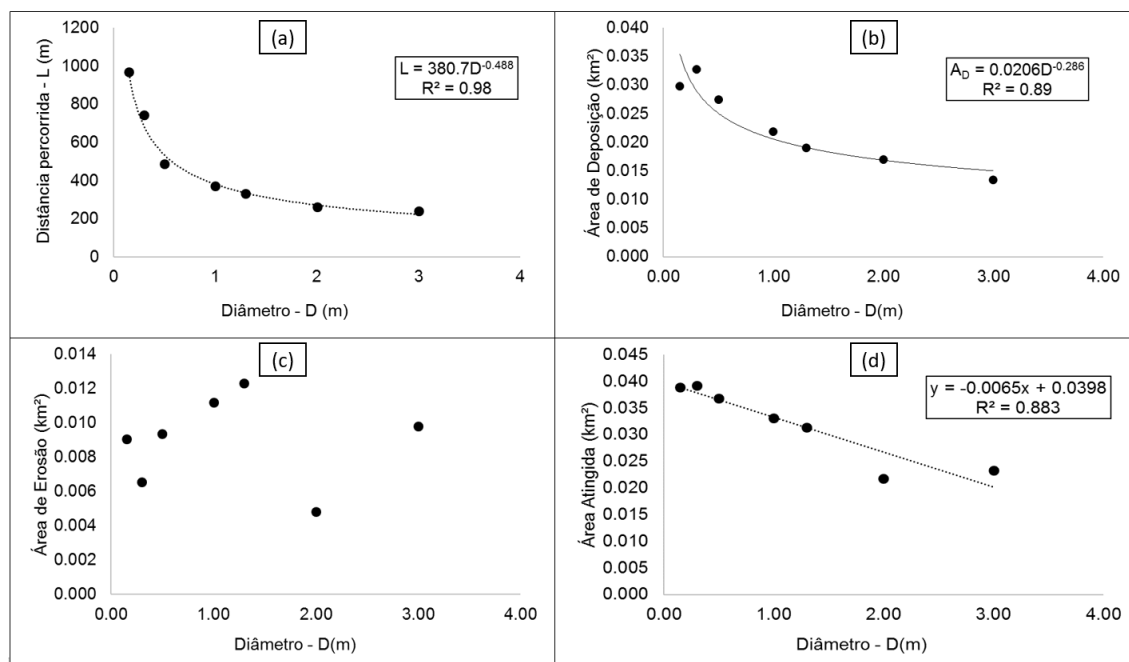 (a)
Distância percorrida - L (m)
1200
1000
800
600
400
200
0
L = 380.7D^-0.488
R² = 0.98
0 1 2 3 4
Diâmetro - D (m)
(b)
Área de Deposição (km²)
0.040
0.035
0.030
0.025
0.020
0.015
0.010
0.005
0.000
A_D = 0.0206D^-0.286
R² = 0.89
0.00 1.00 2.00 3.00 4.00
Diâmetro - D(m)
(c)
Área de Erosão (km²)
0.014
0.012
0.010
0.008
0.006
0.004
0.002
0.000
0.00 1.00 2.00 3.00 4.00
Diâmetro - D(m)
(d)
Área Atingida (km²)
0.045
0.040
0.035
0.030
0.025
0.020
0.015
0.010
0.005
0.000
y = -0.0065x + 0.0398
R² = 0.883
0.00 1.00 2.00 3.00 4.00
Diâmetro - D(m)